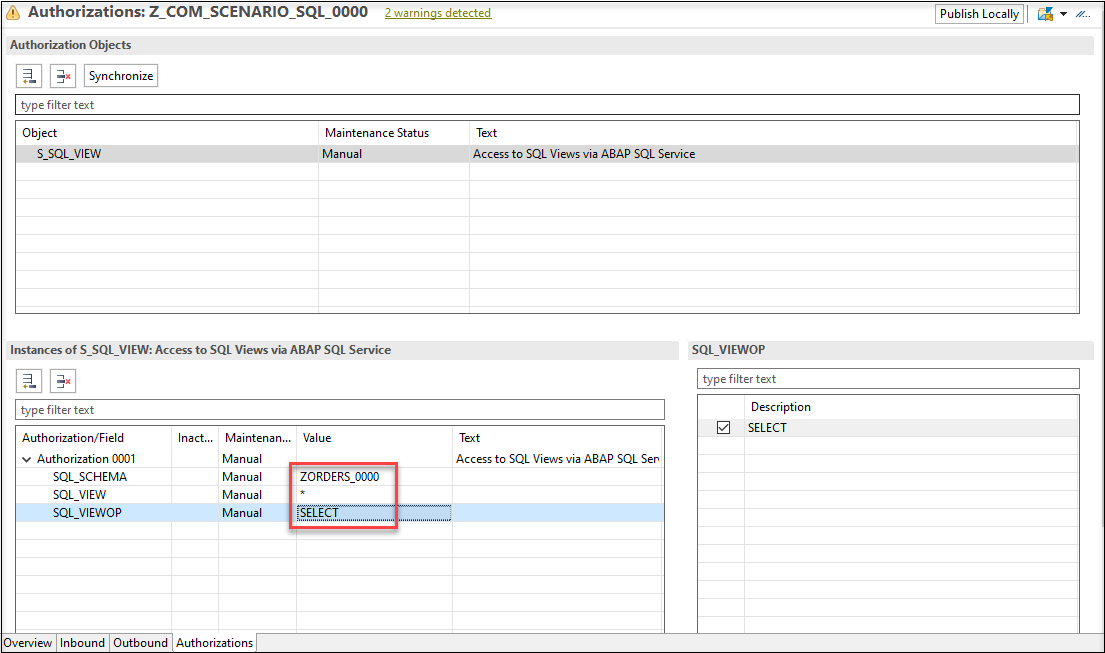 Authorizations: Z_COM_SCENARIO_SQL_0000 2 warnings detected Publish Locally
Authorization Objects
Synchronize
type filter text
Object Maintenance Status Text
S_SQL_VIEW Manual Access to SQL Views via ABAP SQL Service
Instances of S_SQL_VIEW: Access to SQL Views via ABAP SQL Service
type filter text
Authorization/Field Inact... Maintenan... Value Text
Authorization 0001 Manual Access to SQL Views via ABAP SQL Ser
SQL_SCHEMA Manual ZORDERS_0000
SQL_VIEW Manual *
SQL_VIEWOP Manual SELECT
SQL_VIEWOP
type filter text
Description
SELECT
Overview Inbound Outbound Authorizations